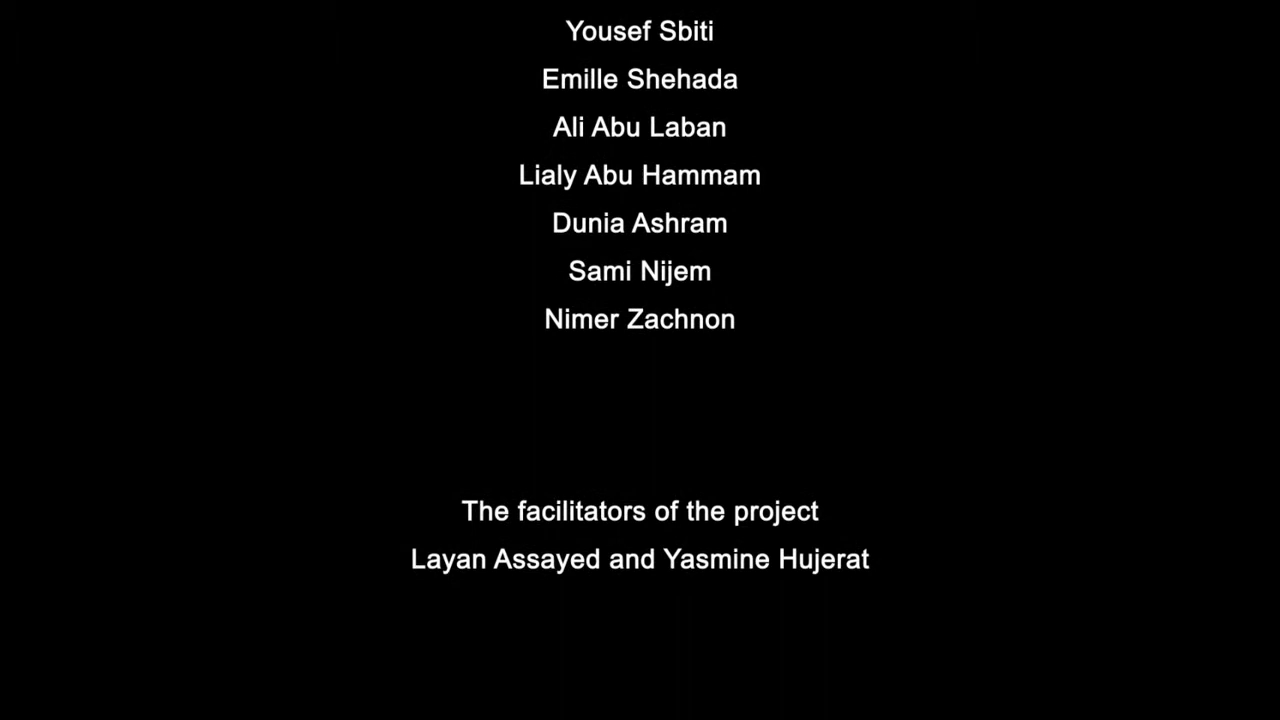 Yousef Sbiti
Emille Shehada
Ali Abu Laban
Lialy Abu Hammam
Dunia Ashram
Sami Nijem
Nimer Zachnon
The facilitators of the project
Layan Assayed and Yasmine Hujerat